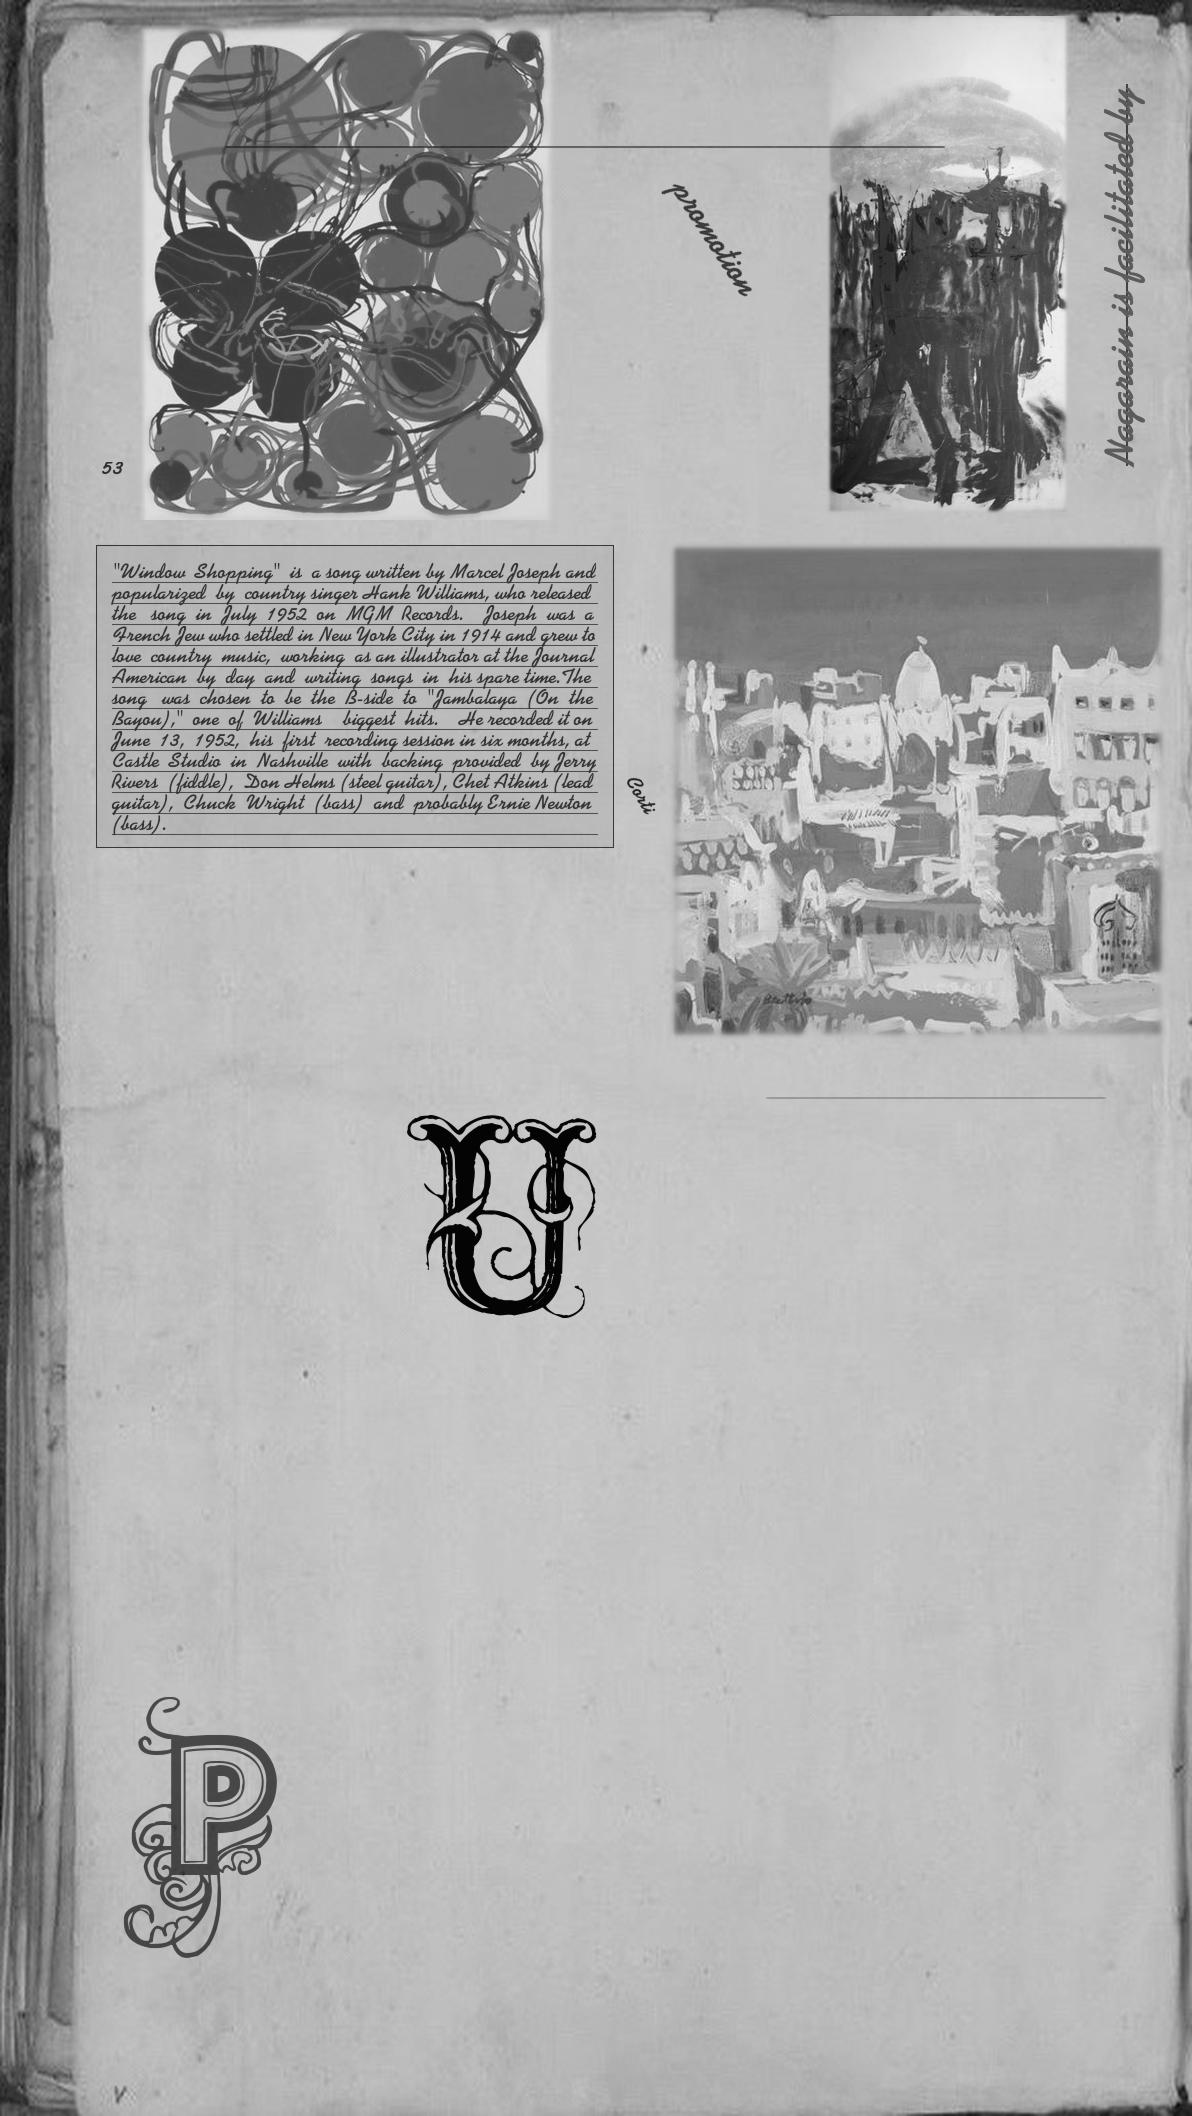 promotion
Nagarain is facilitated by
53
"Window Shopping" is a song written by Marcel Joseph and
popularized by country singer Hank Williams, who released
the song in July 1952 on MGM Records. Joseph was a
French Jew who settled in New York City in 1914 and grew to
love country music, working as an illustrator at the Journal
American by day and writing songs in his spare time.The
song was chosen to be the B-side to "Jambalaya (On the
Bayou)," one of Williams biggest hits. He recorded it on
June 13, 1952, his first recording session in six months, at
Castle Studio in Nashville with backing provided by Jerry
Rivers (fiddle), Don Helms (steel guitar), Chet Atkins (lead
guitar), Chuck Wright (bass) and probably Ernie Newton
(bass).
Corti
U
P